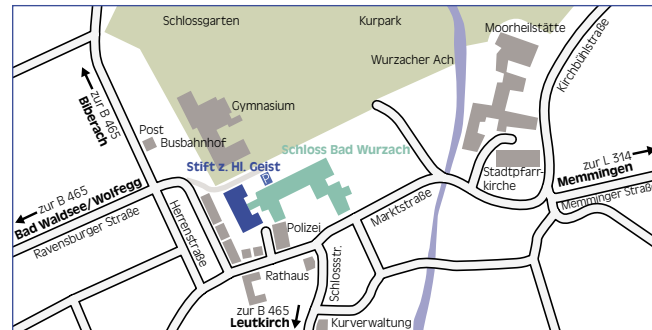 Schlossgarten
Kurpark
Moorheilstätte
Kirchbühlstraße
Wurzacher Ach
zur B 465
Biberach
Gymnasium
Post
Busbahnhof
Schloss Bad Wurzach
Stift z. Hl. Geist
P
Stadtpfarr-
kirche
zur L 314
Memmingen
Memminger Straße
zur B 465
Bad Waldsee/Wolfegg
Ravensburger Straße
Herrenstraße
Marktstraße
Polizei
Rathaus
Schlossstr.
zur B 465
Leutkirch
Kurverwaltung